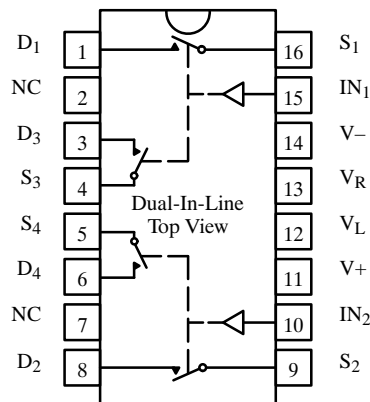 D1 1 16 S1
NC 2 15 IN1
D3 3 14 V–
S3 4 13 VR
Dual-In-Line
Top View
S4 5 12 VL
D4 6 11 V+
NC 7 10 IN2
D2 8 9 S2